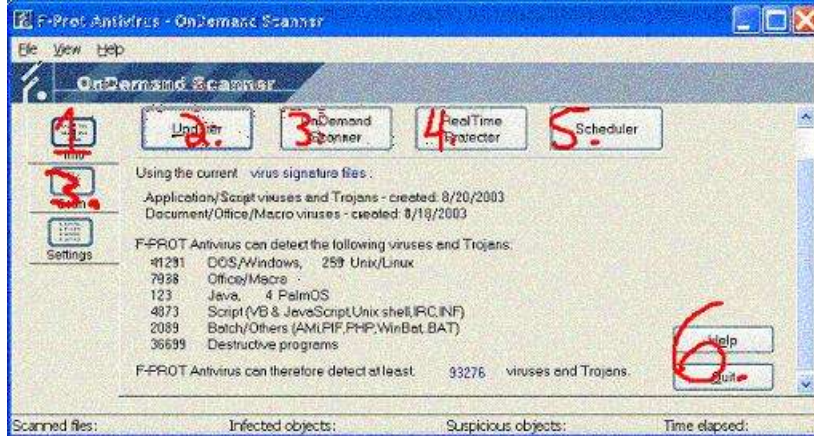 F-Prot Antivirus - OnDemand Scanner
File View Help
OnDemand Scanner
1. 2. 3. 4. 5.
Updater OnDemand Scanner RealTime Protector Scheduler
Info
3.
Scan
Settings
Using the current virus signature files :
Application/Script viruses and Trojans - created: 8/20/2003
Document/Office/Macro viruses - created: 8/18/2003
F-PROT Antivirus can detect the following viruses and Trojans:
41291 DOS/Windows, 259 Unix/Linux
7938 Office/Macro
123 Java, 4 PalmOS
4873 Script (VB & JavaScript,Unix shell,IRC,INF)
2089 Batch/Others (AMI,PIF,PHP,WinBat,BAT)
36699 Destructive programs
F-PROT Antivirus can therefore detect at least 93276 viruses and Trojans.
6.
Help
Quit
Scanned files: Infected objects: Suspicious objects: Time elapsed: